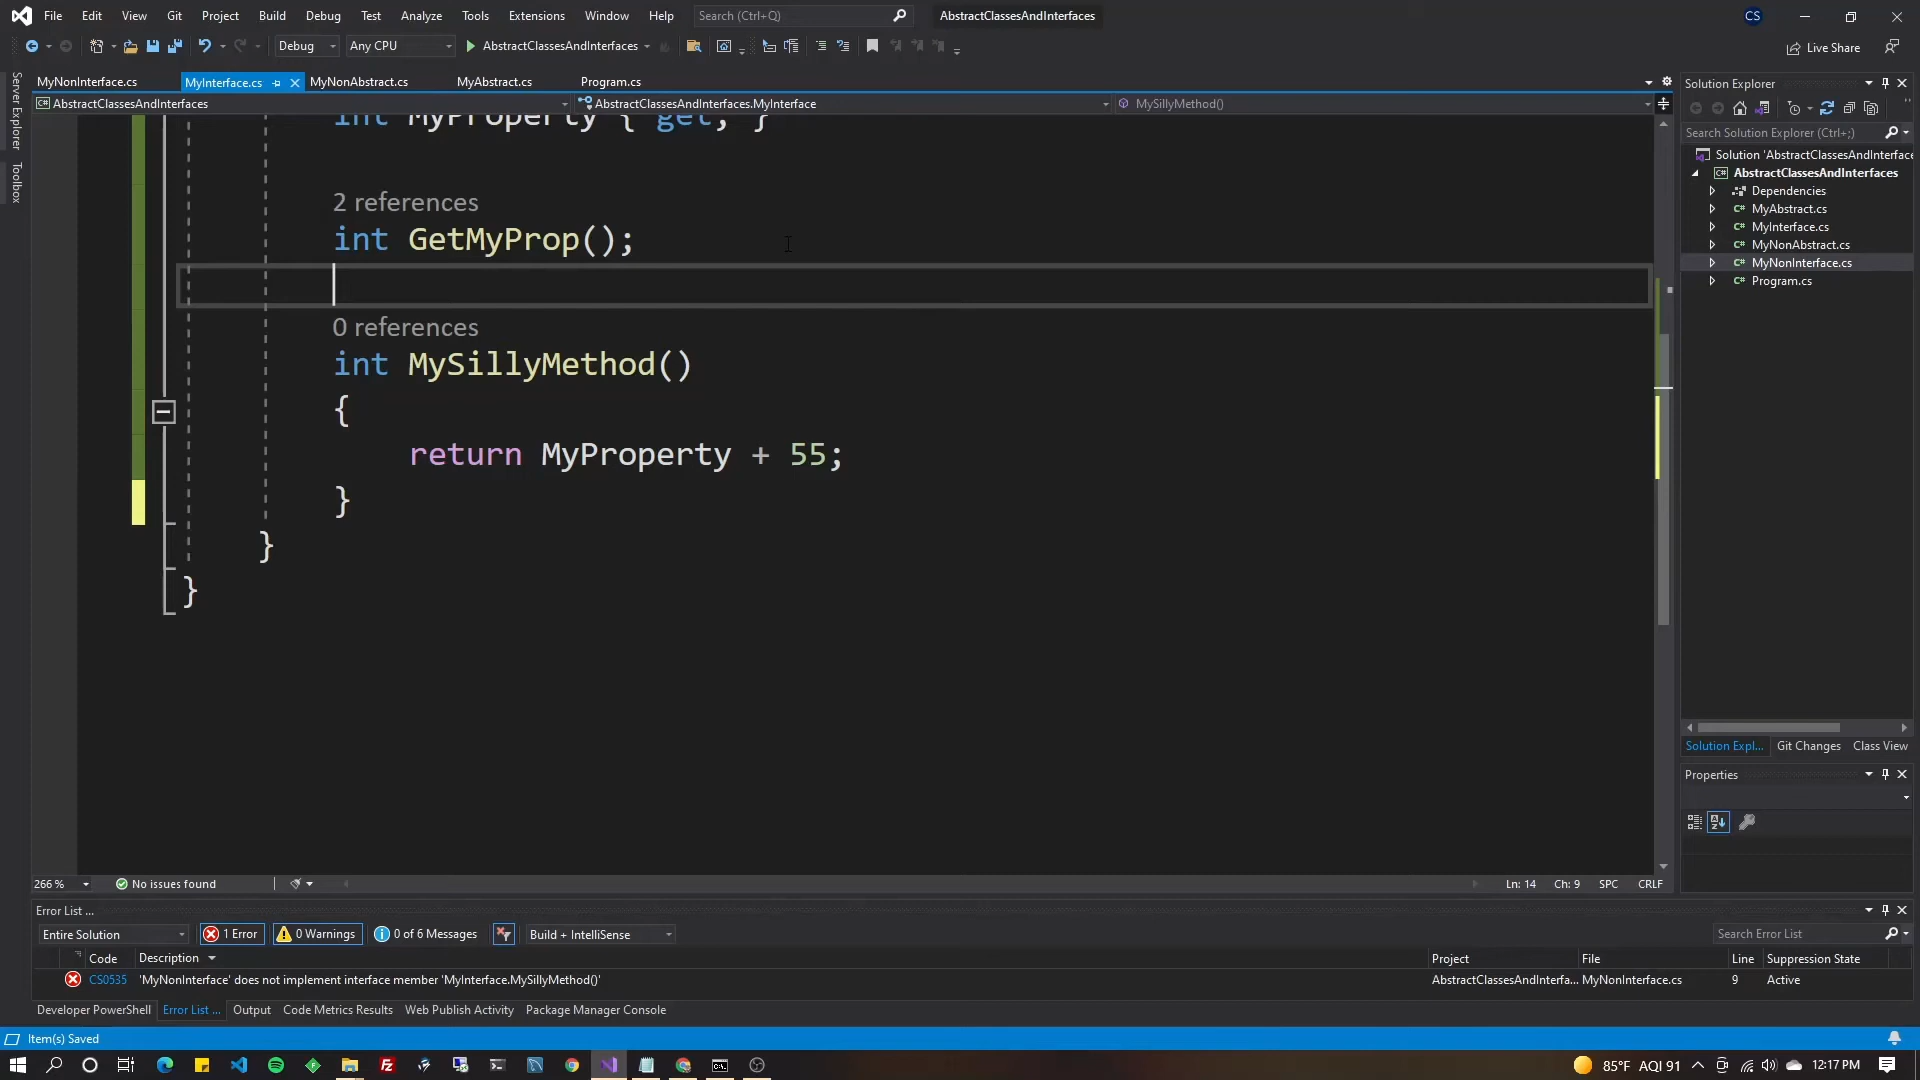 File Edit View Git Project Build Debug Test Analyze Tools Extensions Window Help Search (Ctrl+Q) AbstractClassesAndInterfaces CS
Debug Any CPU AbstractClassesAndInterfaces Live Share
MyNonInterface.cs MyInterface.cs MyNonAbstract.cs MyAbstract.cs Program.cs
AbstractClassesAndInterfaces AbstractClassesAndInterfaces.MyInterface MySillyMethod()
Server Explorer
Toolbox
int MyProperty { get; }
2 references
int GetMyProp();
0 references
int MySillyMethod()
{
return MyProperty + 55;
}
}
}
266 % No issues found Ln: 14 Ch: 9 SPC CRLF
Solution Explorer
Search Solution Explorer (Ctrl+;)
Solution 'AbstractClassesAndInterface
AbstractClassesAndInterfaces
Dependencies
MyAbstract.cs
MyInterface.cs
MyNonAbstract.cs
MyNonInterface.cs
Program.cs
Solution Expl... Git Changes Class View
Properties
Error List ...
Entire Solution 1 Error 0 Warnings 0 of 6 Messages Build + IntelliSense Search Error List
Code Description Project File Line Suppression State
CS0535 'MyNonInterface' does not implement interface member 'MyInterface.MySillyMethod()' AbstractClassesAndInterfa... MyNonInterface.cs 9 Active
Developer PowerShell Error List ... Output Code Metrics Results Web Publish Activity Package Manager Console
Item(s) Saved
85°F AQI 91 12:17 PM